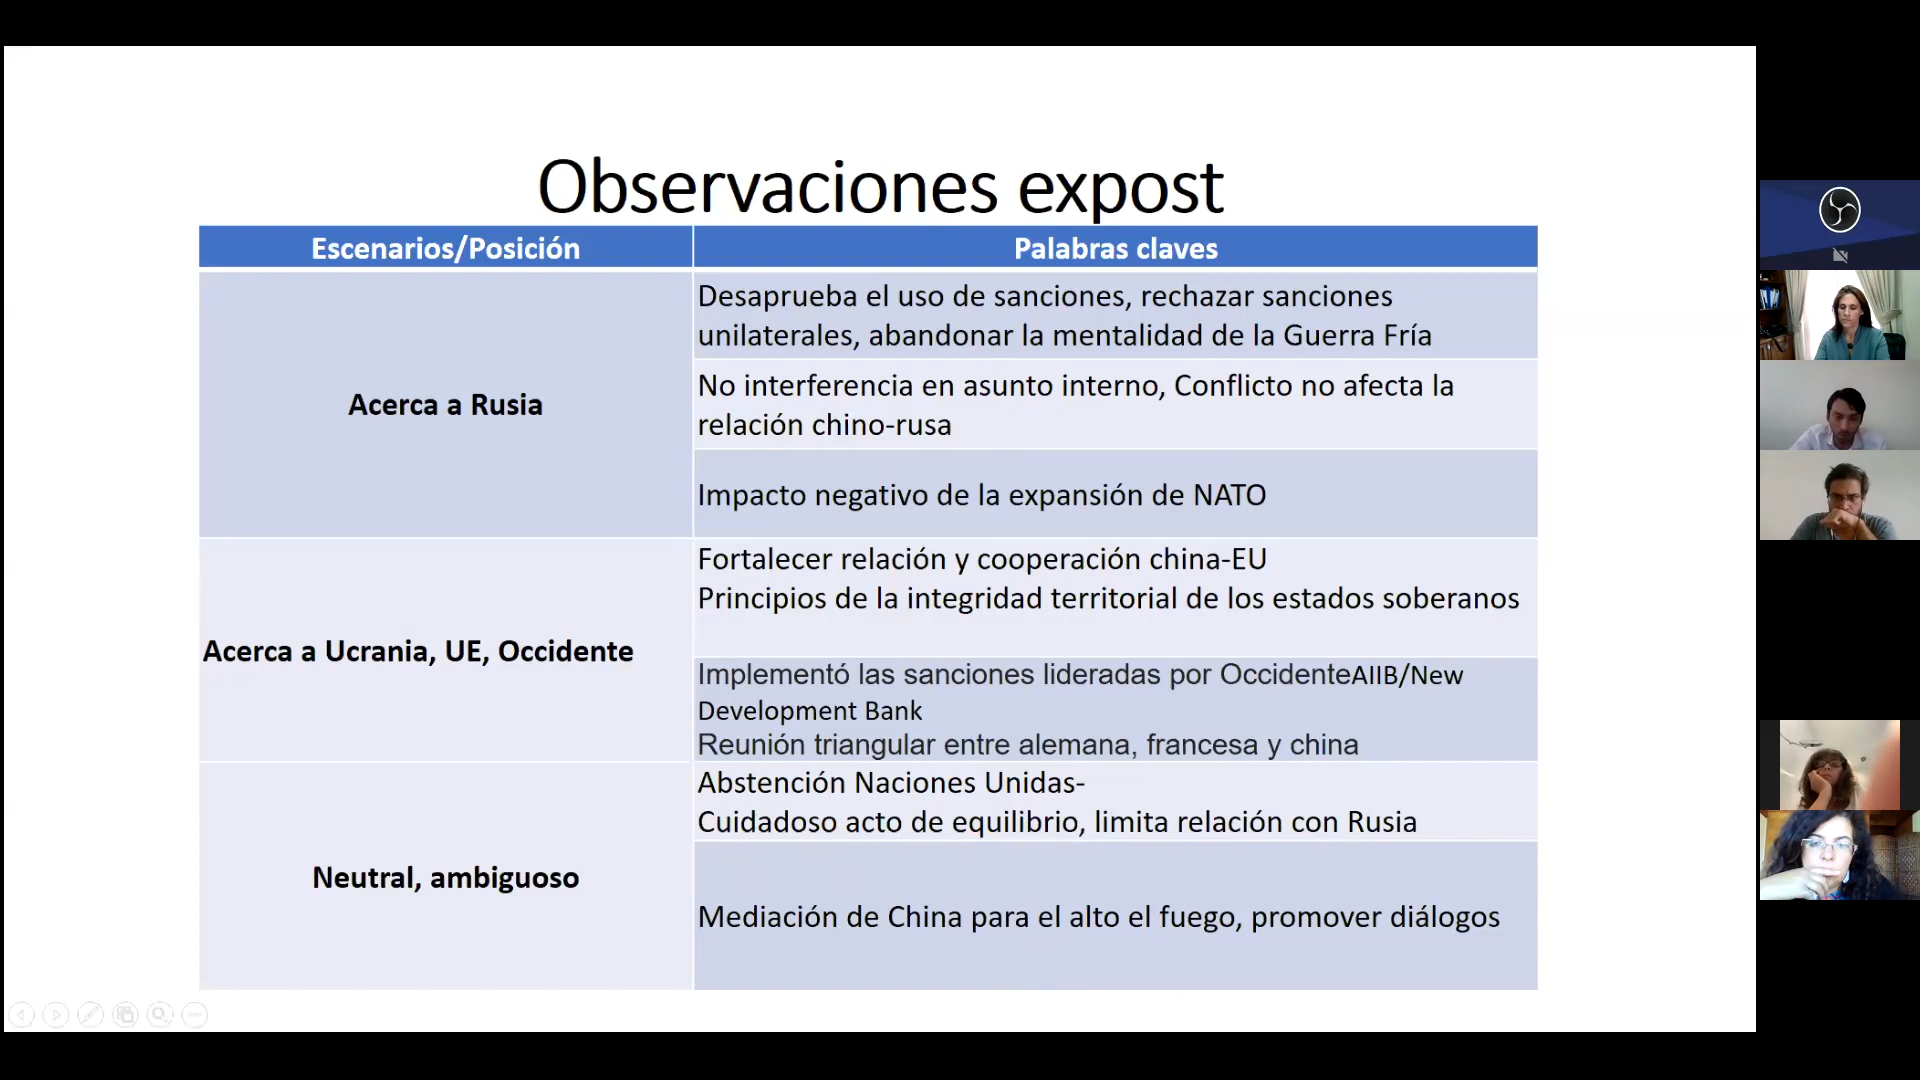 Observaciones expost
Escenarios/Posición
Palabras claves
Acerca a Rusia
Desaprueba el uso de sanciones, rechazar sanciones
unilaterales, abandonar la mentalidad de la Guerra Fría
No interferencia en asunto interno, Conflicto no afecta la
relación chino-rusa
Impacto negativo de la expansión de NATO
Acerca a Ucrania, UE, Occidente
Fortalecer relación y cooperación china-EU
Principios de la integridad territorial de los estados soberanos
Implementó las sanciones lideradas por OccidenteAIIB/New
Development Bank
Reunión triangular entre alemana, francesa y china
Neutral, ambiguoso
Abstención Naciones Unidas-
Cuidadoso acto de equilibrio, limita relación con Rusia
Mediación de China para el alto el fuego, promover diálogos